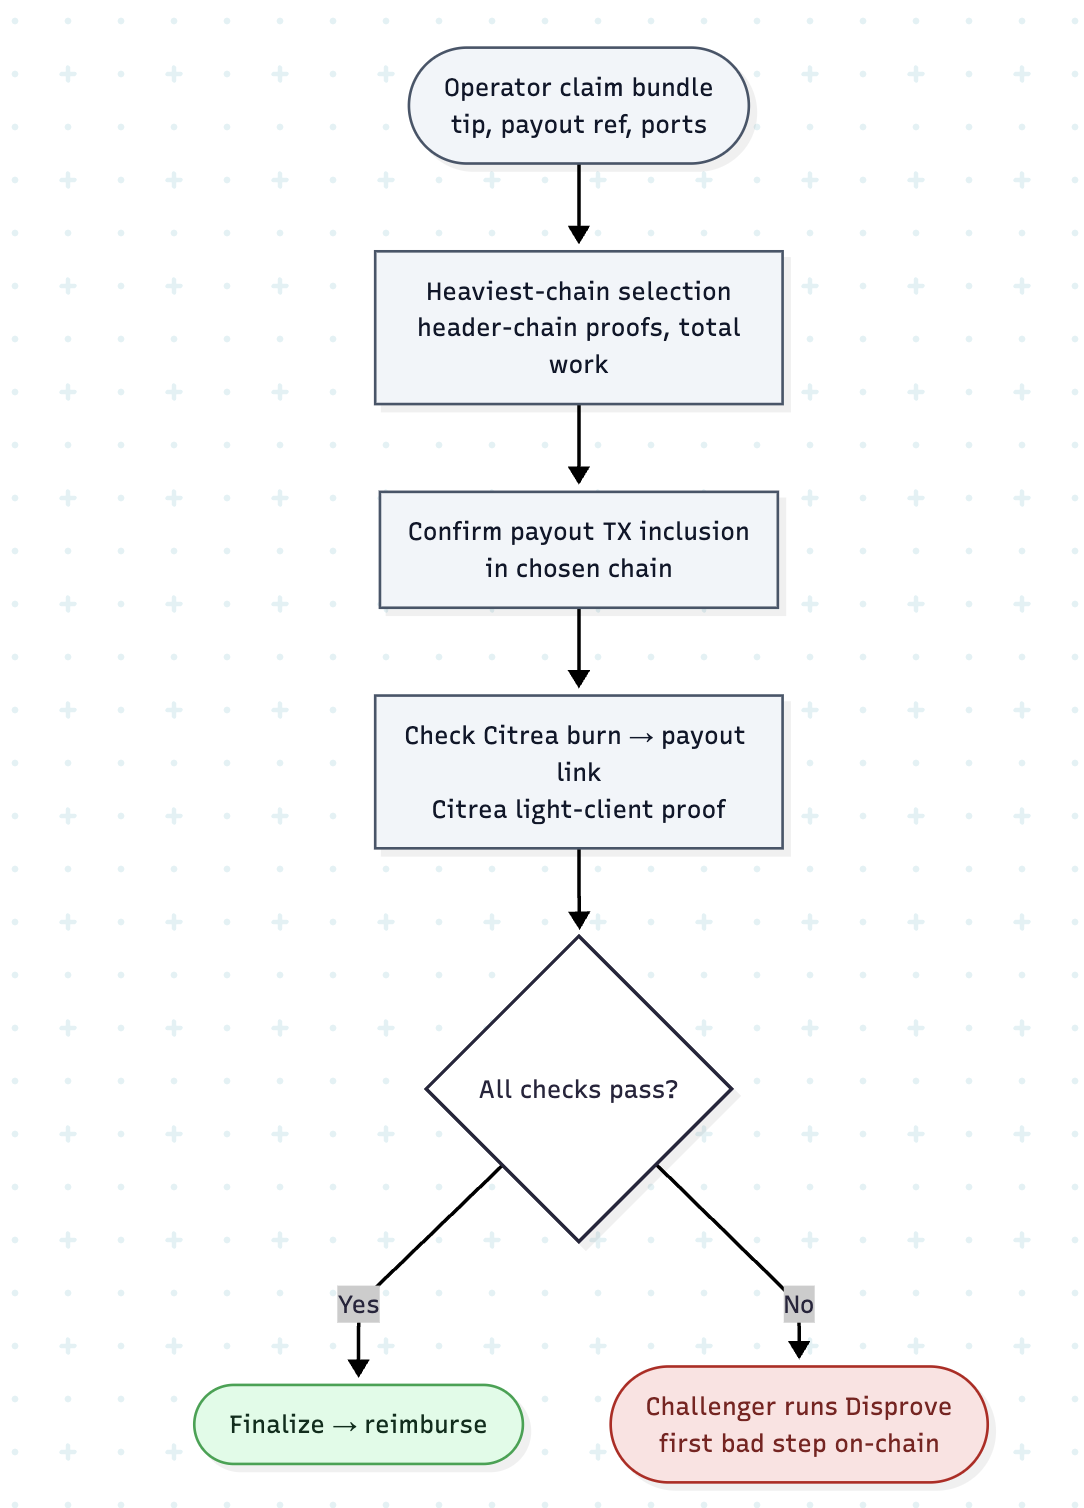 Operator claim bundle
tip, payout ref, ports
Heaviest-chain selection
header-chain proofs, total
work
Confirm payout TX inclusion
in chosen chain
Check Citrea burn → payout
link
Citrea light-client proof
All checks pass?
Yes
No
Finalize → reimburse
Challenger runs Disprove
first bad step on-chain